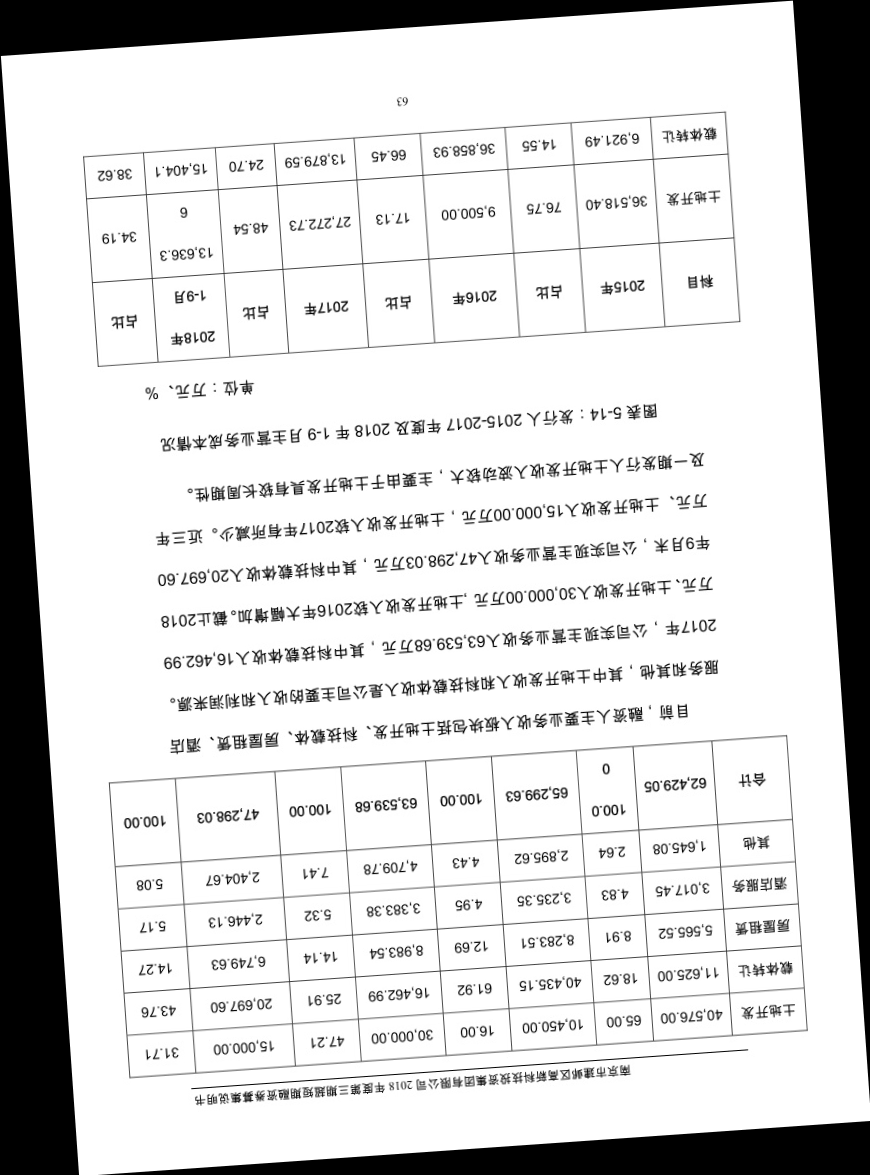 南京市建邺区高新科技投资集团有限公司 2018 年度第三期超短期融资券募集说明书
土地开发 40,576.00 65.00 10,450.00 16.00 30,000.00 47.21 15,000.00 31.71
载体转让 11,625.00 18.62 40,435.15 61.92 16,462.99 25.91 20,697.60 43.76
房屋租赁 5,565.52 8.91 8,283.51 12.69 8,983.54 14.14 6,749.63 14.27
酒店服务 3,017.45 4.83 3,235.35 4.95 3,383.38 5.32 2,446.13 5.17
其他 1,645.08 2.64 2,895.62 4.43 4,709.78 7.41 2,404.67 5.08
合计 62,429.05 100.0 65,299.63 100.00 63,539.68 100.00 47,298.03 100.00
0
目前，融资人主要业务收入板块包括土地开发、科技载体、房屋租赁、酒店
服务和其他，其中土地开发收入和科技载体收入是公司主要的收入和利润来源。
2017年，公司实现主营业务收入63,539.68万元，其中科技载体收入16,462.99
万元、土地开发收入30,000.00万元,土地开发收入较2016年大幅增加。截止2018
年9月末，公司实现主营业务收入47,298.03万元，其中科技载体收入20,697.60
万元、土地开发收入15,000.00万元，土地开发收入较2017年有所减少。近三年
及一期发行人土地开发收入波动较大，主要由于土地开发具有较长周期性。
图表 5-14：发行人 2015-2017 年度及 2018 年 1-9 月主营业务成本情况
单位：万元、%
科目 2015年 占比 2016年 占比 2017年 占比 2018年 占比
1-9月
土地开发 36,518.40 76.75 9,500.00 17.13 27,272.73 48.54 13,636.3 34.19
6
载体转让 6,921.49 14.55 36,858.93 66.45 13,879.59 24.70 15,404.1 38.62
63